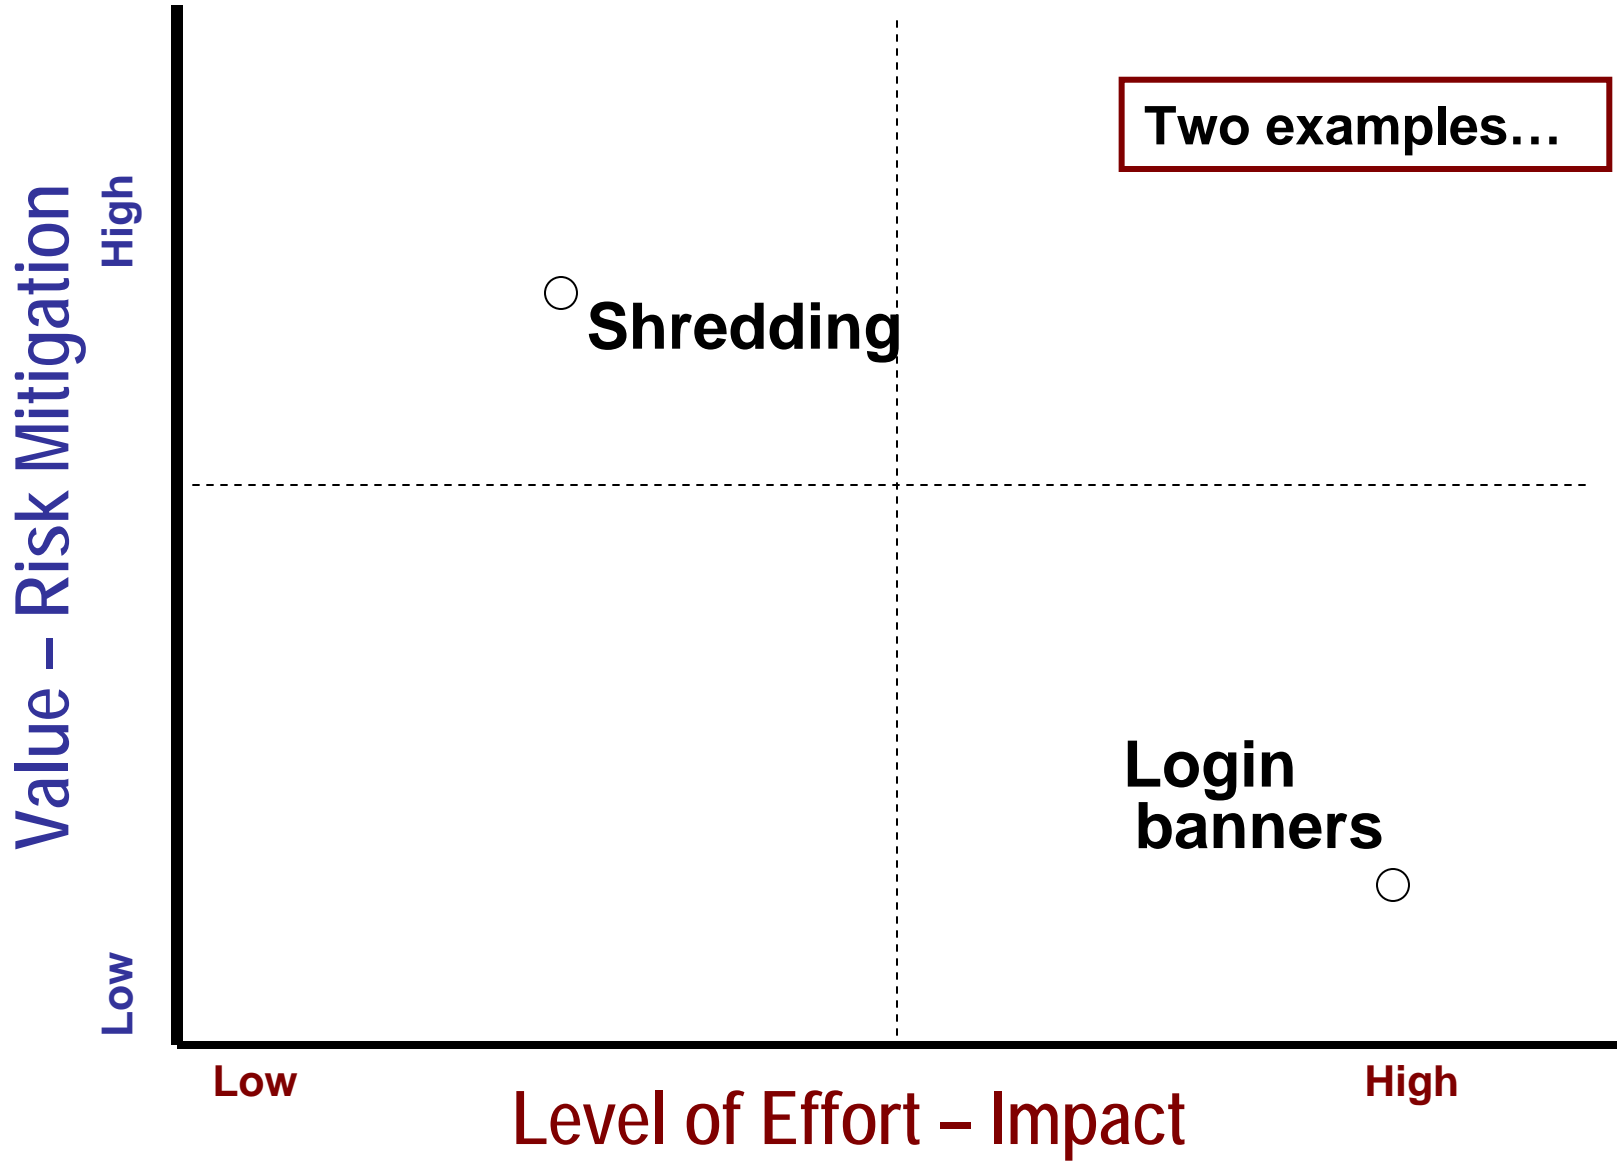 Two examples…
Value – Risk Mitigation
High
Shredding
Login
banners
Low
Low
High
Level of Effort – Impact